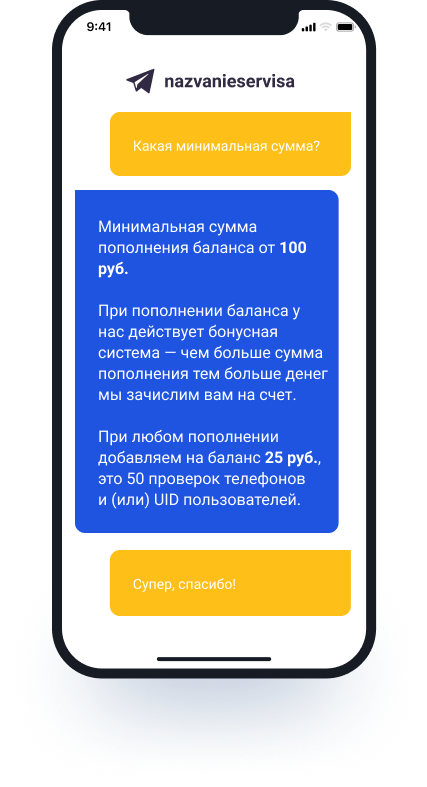 9:41
nazvanieservisa
Какая минимальная сумма?
Минимальная сумма
пополнения баланса от 100
руб.
При пополнении баланса у
нас действует бонусная
система — чем больше сумма
пополнения тем больше денег
мы зачислим вам на счет.
При любом пополнении
добавляем на баланс 25 руб.,
это 50 проверок телефонов
и (или) UID пользователей.
Супер, спасибо!